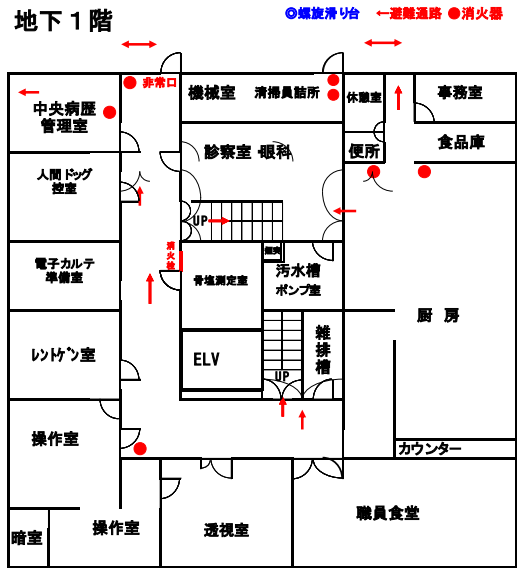 地下１階
◎螺旋滑り台 ←避難通路 ●消火器
非常口
機械室
清掃員詰所
休憩室
事務室
中央病歴
管理室
診察室・眼科
便所
食品庫
人間ドッグ
控室
UP
消火栓
電子カルテ
準備室
骨塩測定室
汚水槽
ポンプ室
厨 房
レントゲン室
ELV
雑排槽
UP
操作室
カウンター
暗室
操作室
透視室
職員食堂